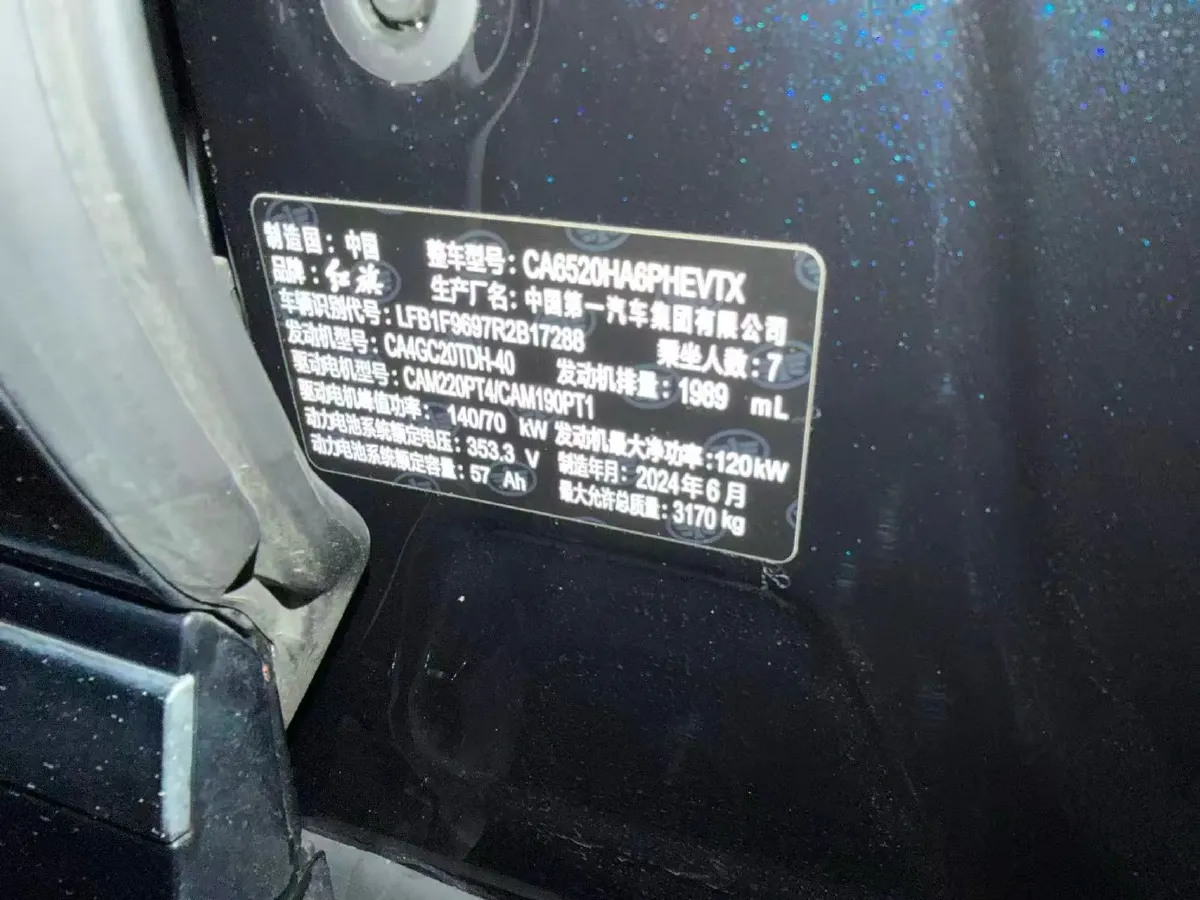 制造国：中国 整车型号：CA6520HA6PHEVTX
品牌：红旗 生产厂名：中国第一汽车集团有限公司
车辆识别代号：LFB1F9697R2B17288 乘坐人数：7
发动机型号：CA4GC20TDH-40 发动机排量：1989 mL
驱动电机型号：CAM220PT4/CAM190PT1
驱动电机峰值功率：140/70 kW 发动机最大净功率：120kW
动力电池系统额定电压：353.3 V 制造年月：2024年6月
动力电池系统额定容量：57 Ah 最大允许总质量：3170 kg